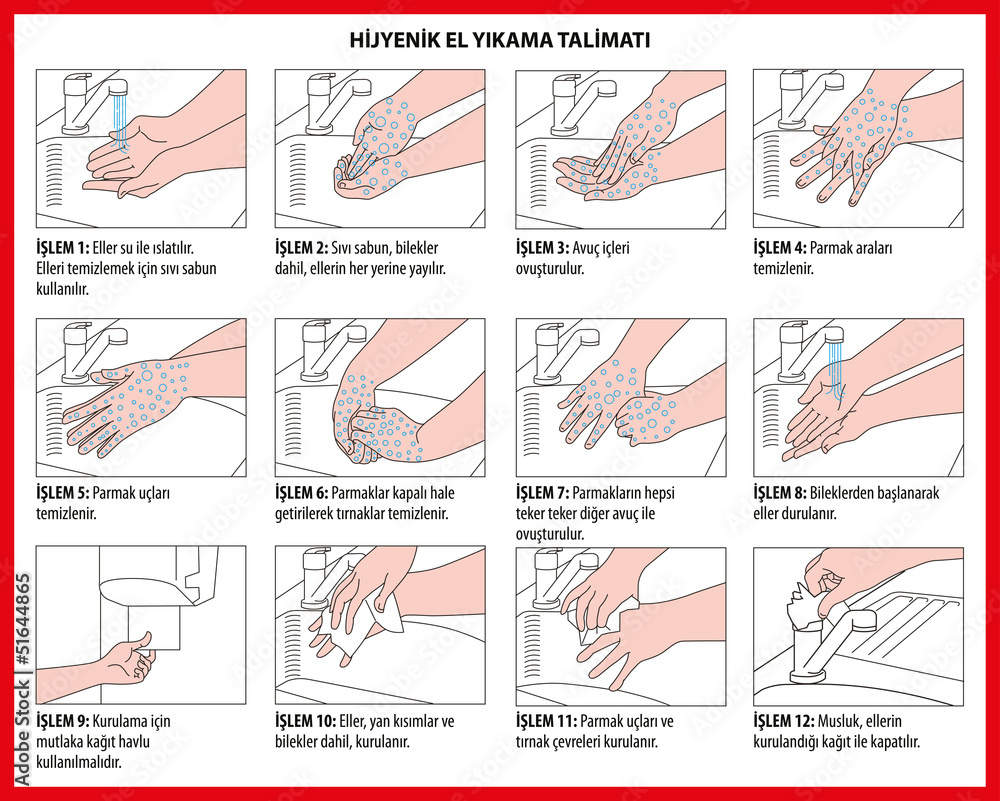 HİJYENİK EL YIKAMA TALİMATI
İŞLEM 1: Eller su ile ıslatılır.
Elleri temizlemek için sıvı sabun
kullanılır.
İŞLEM 2: Sıvı sabun, bilekler
dahil, ellerin her yerine yayılır.
İŞLEM 3: Avuç içleri
ovuşturulur.
İŞLEM 4: Parmak araları
temizlenir.
İŞLEM 5: Parmak uçları
temizlenir.
İŞLEM 6: Parmaklar kapalı hale
getirilerek tırnaklar temizlenir.
İŞLEM 7: Parmakların hepsi
teker teker diğer avuç ile
ovuşturulur.
İŞLEM 8: Bileklerden başlanarak
eller durulanır.
İŞLEM 9: Kurulama için
mutlaka kağıt havlu
kullanılmalıdır.
İŞLEM 10: Eller, yan kısımlar ve
bilekler dahil, kurulanır.
İŞLEM 11: Parmak uçları ve
tırnak çevreleri kurulanır.
İŞLEM 12: Musluk, ellerin
kurulandığı kağıt ile kapatılır.
Adobe Stock | #51644865